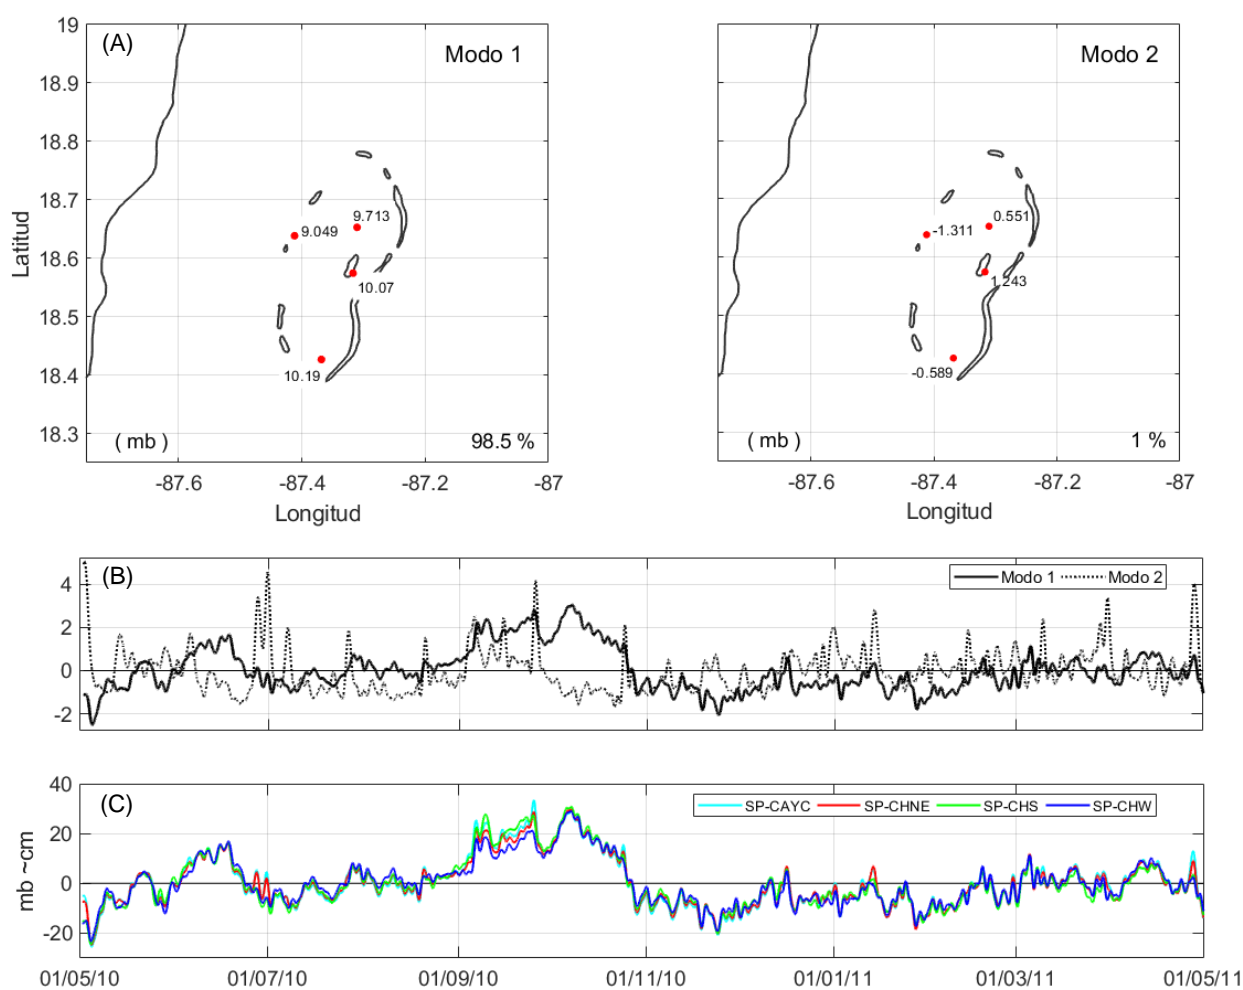 (A)
Modo 1
19
18.9
18.8
18.7
18.6
18.5
18.4
18.3
Latitud
9.713
9.049
10.07
10.19
( mb )
98.5 %
-87.6
-87.4
-87.2
-87
Longitud
Modo 2
0.551
-1.311
1.243
-0.589
( mb )
1 %
-87.6
-87.4
-87.2
-87
Longitud
(B)
Modo 1
Modo 2
4
2
0
-2
(C)
SP-CAYC
SP-CHNE
SP-CHS
SP-CHW
40
20
0
-20
mb ~cm
01/05/10
01/07/10
01/09/10
01/11/10
01/01/11
01/03/11
01/05/11